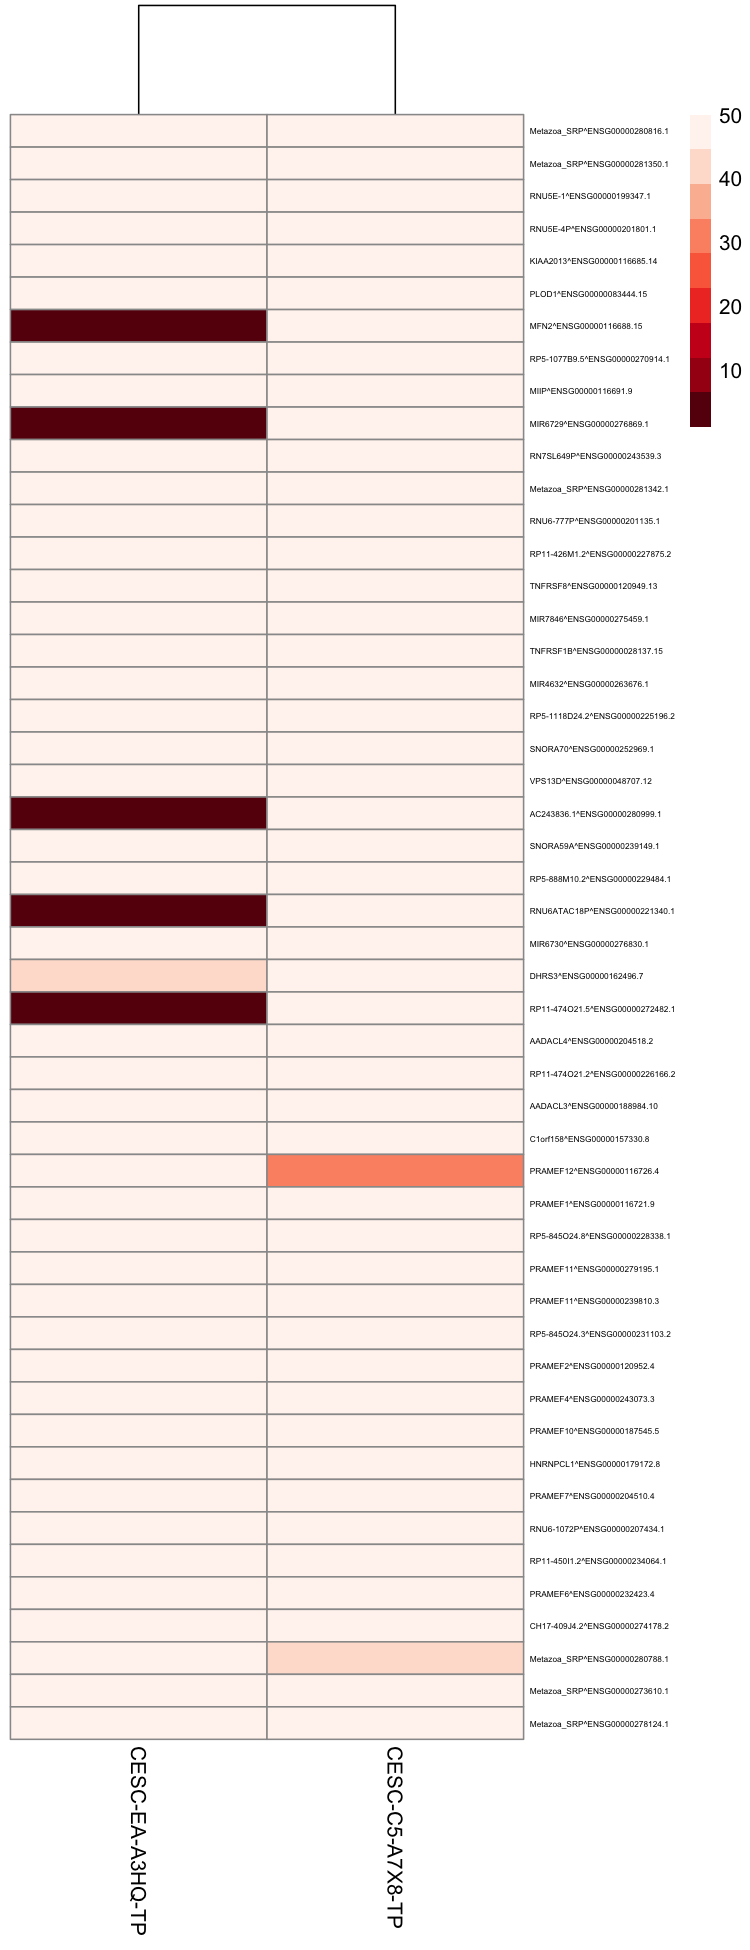 50
40
30
20
10
Metazoa_SRP^ENSG00000280816.1
Metazoa_SRP^ENSG00000281350.1
RNU5E-1^ENSG00000199347.1
RNU5E-4P^ENSG00000201801.1
KIAA2013^ENSG00000116685.14
PLOD1^ENSG00000083444.15
MFN2^ENSG00000116688.15
RP5-1077B9.5^ENSG00000270914.1
MIIP^ENSG00000116691.9
MIR6729^ENSG00000276869.1
RN7SL649P^ENSG00000243539.3
Metazoa_SRP^ENSG00000281342.1
RNU6-777P^ENSG00000201135.1
RP11-426M1.2^ENSG00000227875.2
TNFRSF8^ENSG00000120949.13
MIR7846^ENSG00000275459.1
TNFRSF1B^ENSG00000028137.15
MIR4632^ENSG00000263676.1
RP5-1118D24.2^ENSG00000225196.2
SNORA70^ENSG00000252969.1
VPS13D^ENSG00000048707.12
AC243836.1^ENSG00000280999.1
SNORA59A^ENSG00000239149.1
RP5-888M10.2^ENSG00000229484.1
RNU6ATAC18P^ENSG00000221340.1
MIR6730^ENSG00000276830.1
DHRS3^ENSG00000162496.7
RP11-474O21.5^ENSG00000272482.1
AADACL4^ENSG00000204518.2
RP11-474O21.2^ENSG00000226166.2
AADACL3^ENSG00000188984.10
C1orf158^ENSG00000157330.8
PRAMEF12^ENSG00000116726.4
PRAMEF1^ENSG00000116721.9
RP5-845O24.8^ENSG00000228338.1
PRAMEF11^ENSG00000279195.1
PRAMEF11^ENSG00000239810.3
RP5-845O24.3^ENSG00000231103.2
PRAMEF2^ENSG00000120952.4
PRAMEF4^ENSG00000243073.3
PRAMEF10^ENSG00000187545.5
HNRNPCL1^ENSG00000179172.8
PRAMEF7^ENSG00000204510.4
RNU6-1072P^ENSG00000207434.1
RP11-450I1.2^ENSG00000234064.1
PRAMEF6^ENSG00000232423.4
CH17-409J4.2^ENSG00000274178.2
Metazoa_SRP^ENSG00000280788.1
Metazoa_SRP^ENSG00000273610.1
Metazoa_SRP^ENSG00000278124.1
CESC-EA-A3HQ-TP
CESC-C5-A7X8-TP